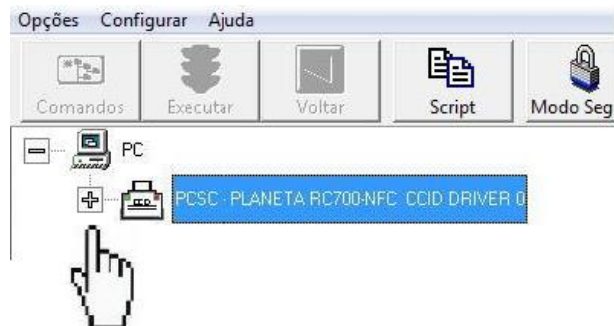 Opções Configurar Ajuda
Comandos Executar Voltar Script Modo Seg
PC
PCSC - PLANETA RC700-NFC CCID DRIVER 0